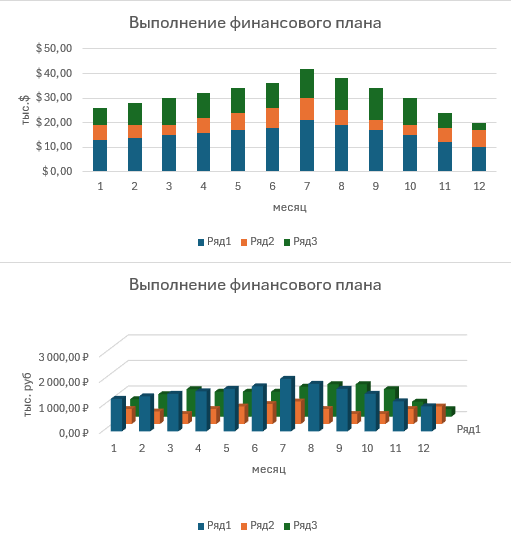 Выполнение финансового плана
$50,00
$40,00
$30,00
$20,00
$10,00
$0,00
тыс.$
1 2 3 4 5 6 7 8 9 10 11 12
месяц
Ряд1 Ряд2 Ряд3
Выполнение финансового плана
3 000,00 ₽
2 000,00 ₽
1 000,00 ₽
0,00 ₽
тыс. руб
Ряд1
1 2 3 4 5 6 7 8 9 10 11 12
месяц
Ряд1 Ряд2 Ряд3